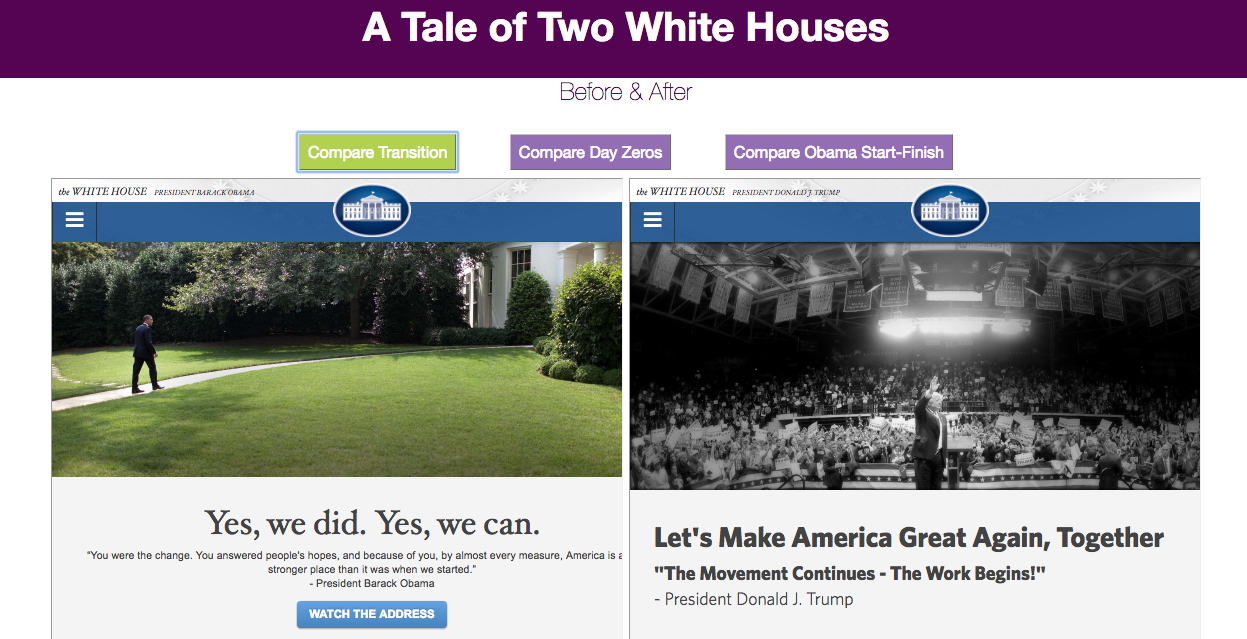 A Tale of Two White Houses
Before & After
Compare Transition
Compare Day Zeros
Compare Obama Start-Finish
the WHITE HOUSE PRESIDENT BARACK OBAMA
Yes, we did. Yes, we can.
"You were the change. You answered people's hopes, and because of you, by almost every measure, America is a
stronger place than it was when we started."
- President Barack Obama
WATCH THE ADDRESS
the WHITE HOUSE PRESIDENT DONALD J. TRUMP
Let's Make America Great Again, Together
"The Movement Continues - The Work Begins!"
- President Donald J. Trump